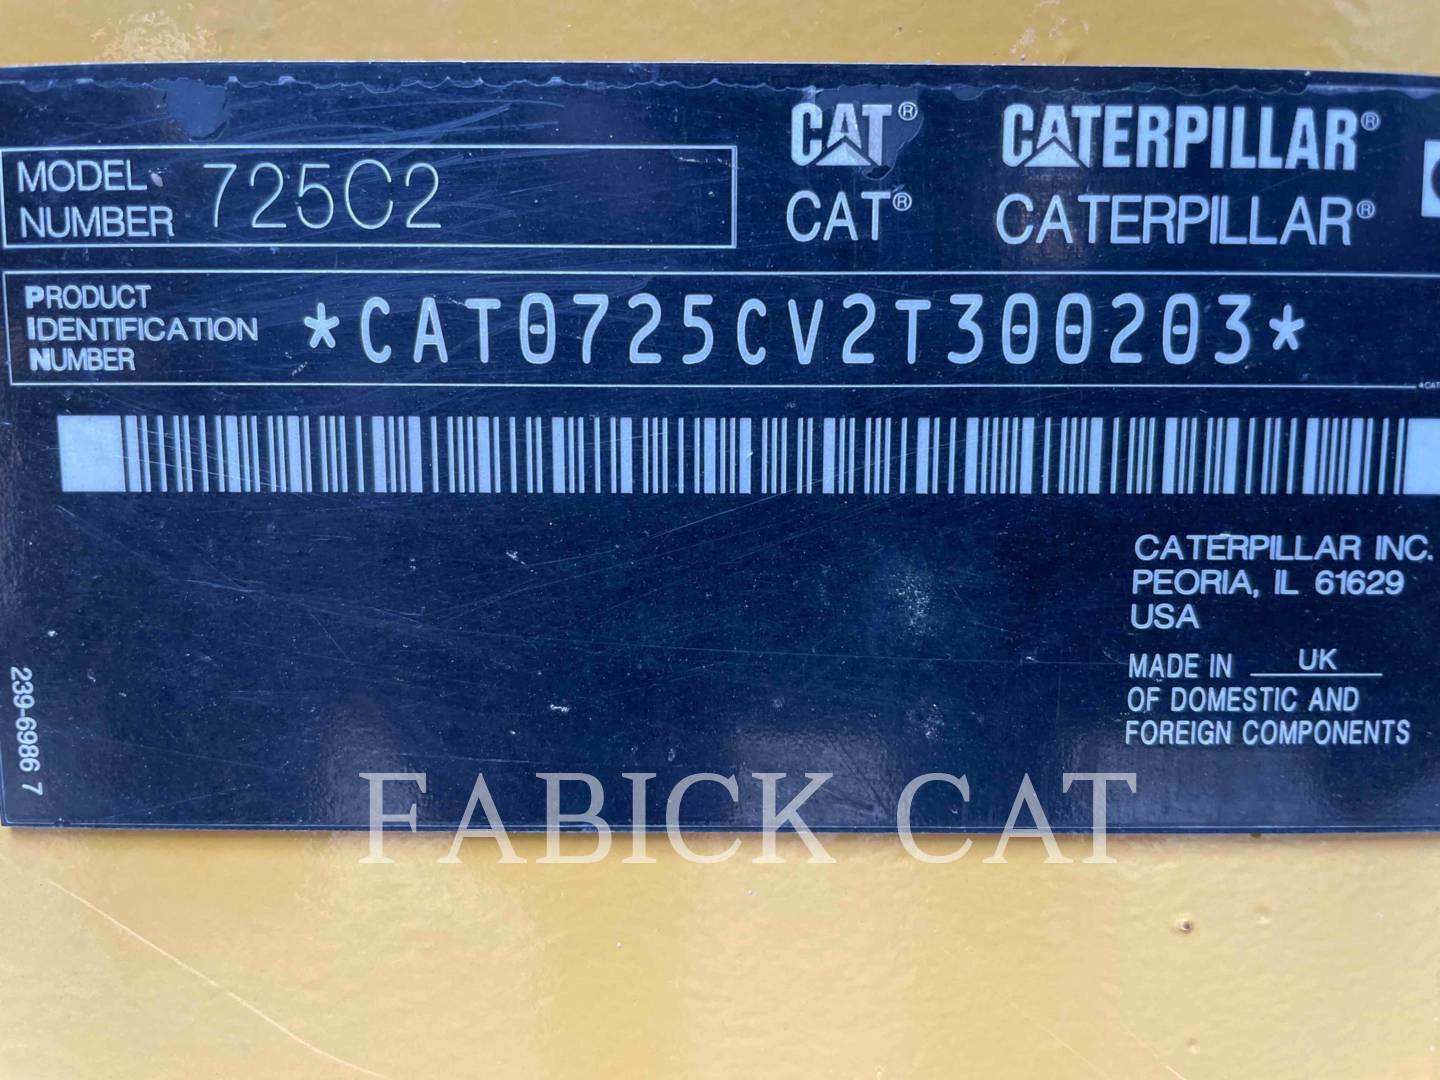 MODEL NUMBER 725C2
CAT® CATERPILLAR®
CAT® CATERPILLAR®
PRODUCT
IDENTIFICATION
NUMBER
*CAT0725CV2T300203*
CATERPILLAR INC.
PEORIA, IL 61629
USA
MADE IN UK
OF DOMESTIC AND
FOREIGN COMPONENTS
239-6986 7
FABICK CAT